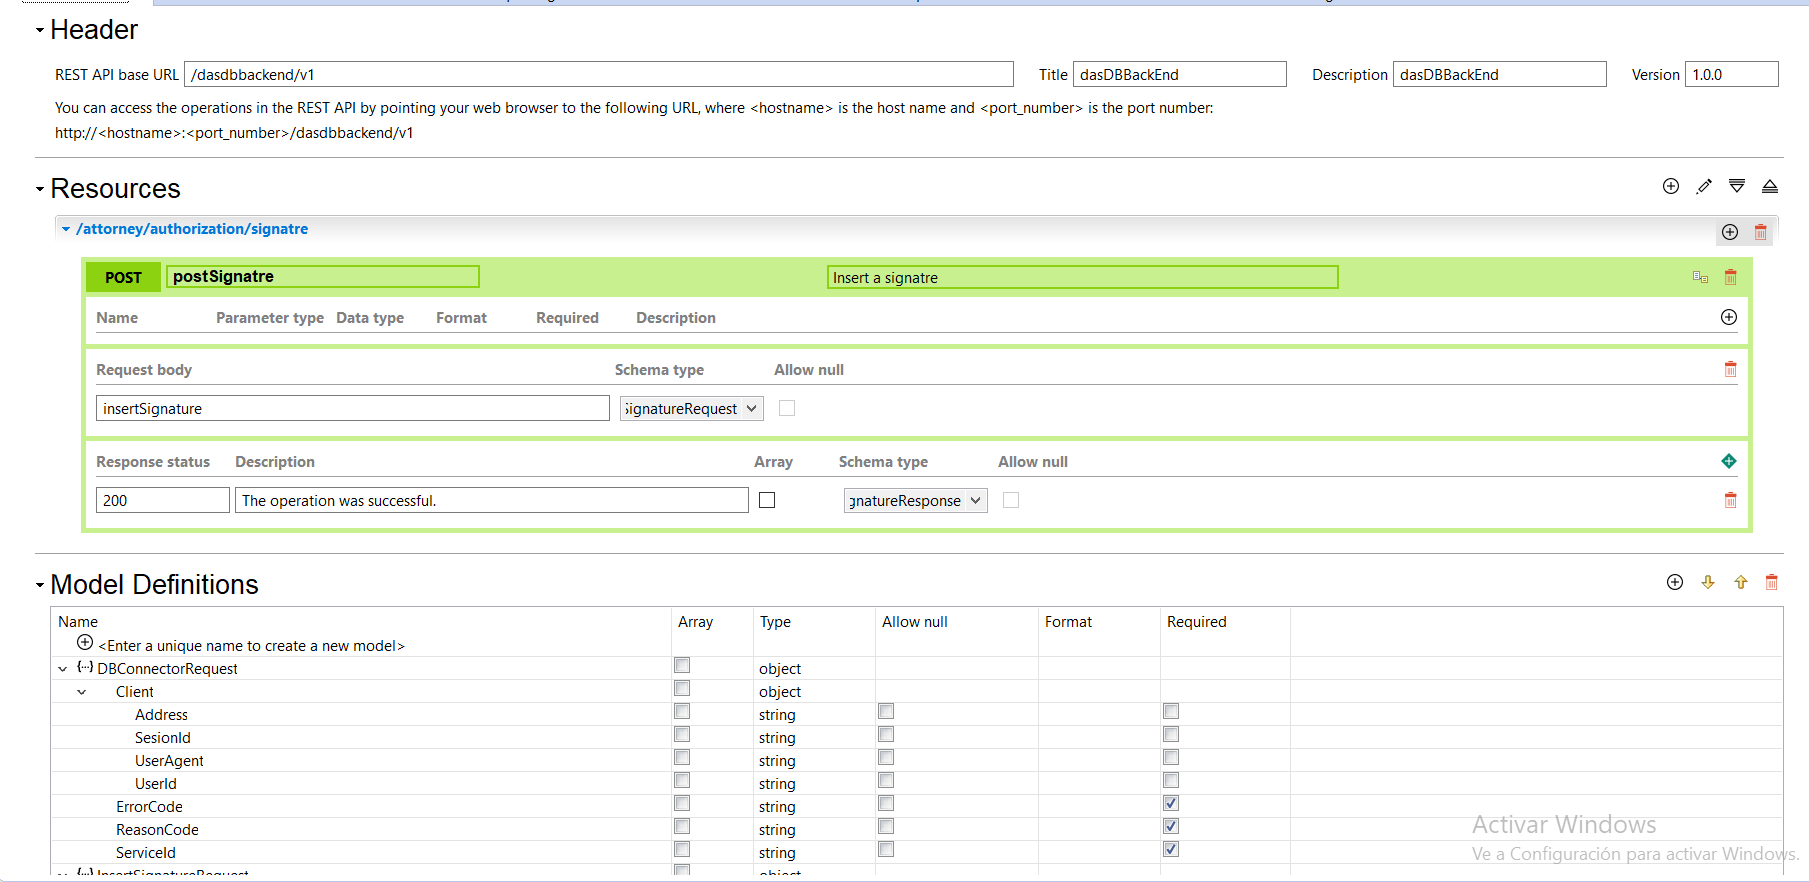 Header
REST API base URL /dasdbbackend/v1 Title dasDBBackEnd Description dasDBBackEnd Version 1.0.0
You can access the operations in the REST API by pointing your web browser to the following URL, where <hostname> is the host name and <port_number> is the port number:
http://<hostname>:<port_number>/dasdbbackend/v1
Resources
/attorney/authorization/signatre
POST postSignatre Insert a signatre
Name Parameter type Data type Format Required Description
Request body Schema type Allow null
insertSignature SignatureRequest
Response status Description Array Schema type Allow null
200 The operation was successful. gnatureResponse
Model Definitions
Name Array Type Allow null Format Required
<Enter a unique name to create a new model>
{...} DBConnectorRequest object
Client object
Address string
SesionId string
UserAgent string
UserId string
ErrorCode string
ReasonCode string
ServiceId string
InsertSignatureRequest object
Activar Windows
Ve a Configuración para activar Windows.